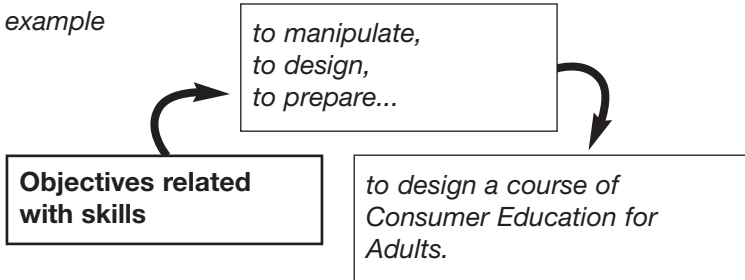 example
to manipulate,
to design,
to prepare...
Objectives related
with skills
to design a course of
Consumer Education for
Adults.